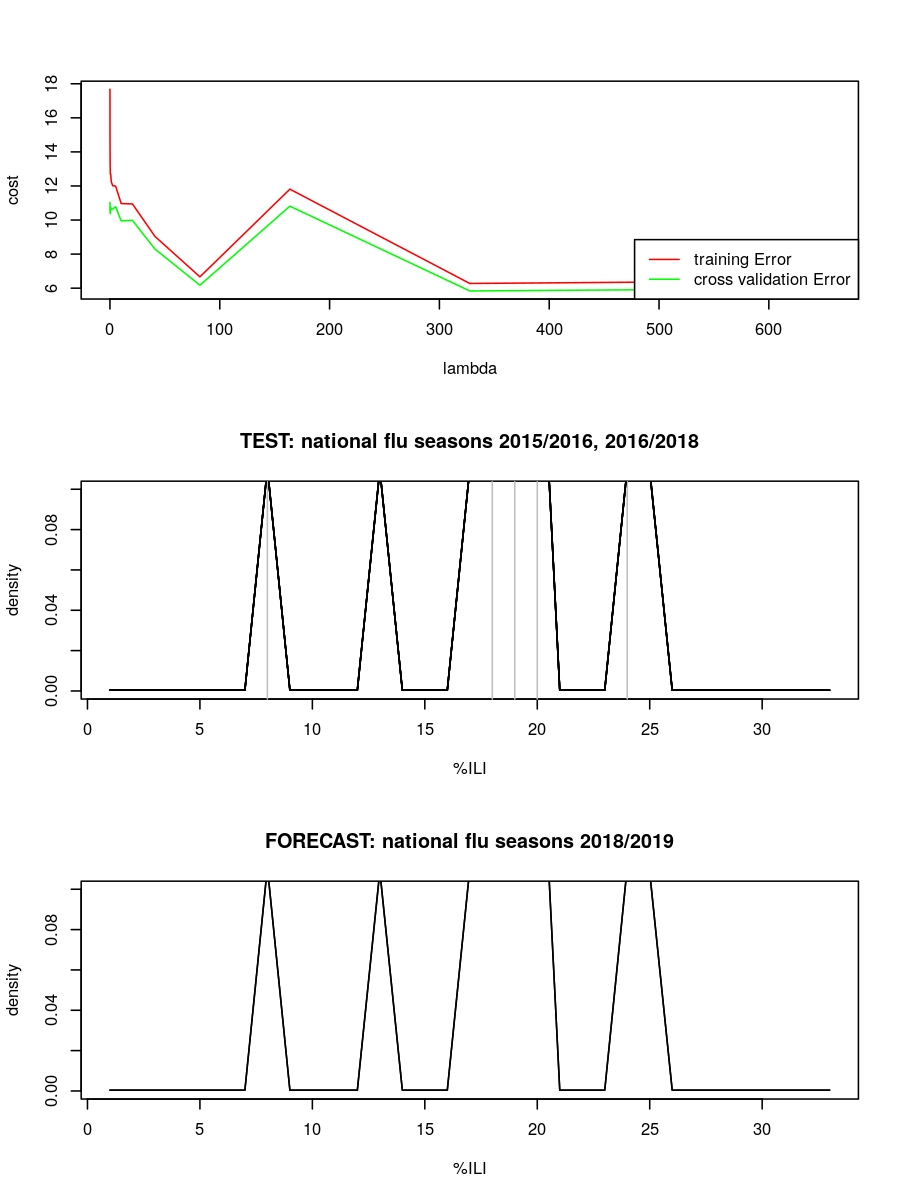 18
16
14
12
10
8
6
cost
training Error
cross validation Error
0 100 200 300 400 500 600
lambda
TEST: national flu seasons 2015/2016, 2016/2018
0.08
0.04
0.00
density
0 5 10 15 20 25 30
%ILI
FORECAST: national flu seasons 2018/2019
0.08
0.04
0.00
density
0 5 10 15 20 25 30
%ILI